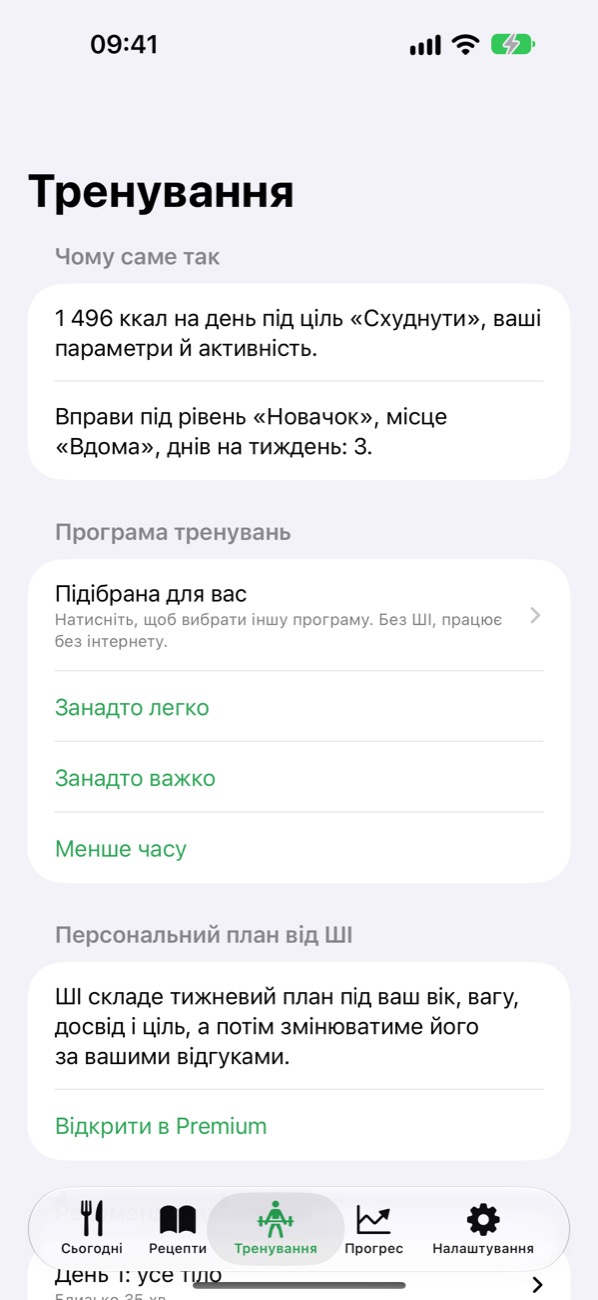 09:41
Тренування
Чому саме так
1 496 ккал на день під ціль «Схуднути», ваші
параметри й активність.
Вправи під рівень «Новачок», місце
«Вдома», днів на тиждень: 3.
Програма тренувань
Підібрана для вас
Натисніть, щоб вибрати іншу програму. Без ШІ, працює
без інтернету.
Занадто легко
Занадто важко
Менше часу
Персональний план від ШІ
ШІ складе тижневий план під ваш вік, вагу,
досвід і ціль, а потім змінюватиме його
за вашими відгуками.
Відкрити в Premium
Сьогодні
Рецепти
Тренування
Прогрес
Налаштування
День 1: усе тіло
Близько 35 хв